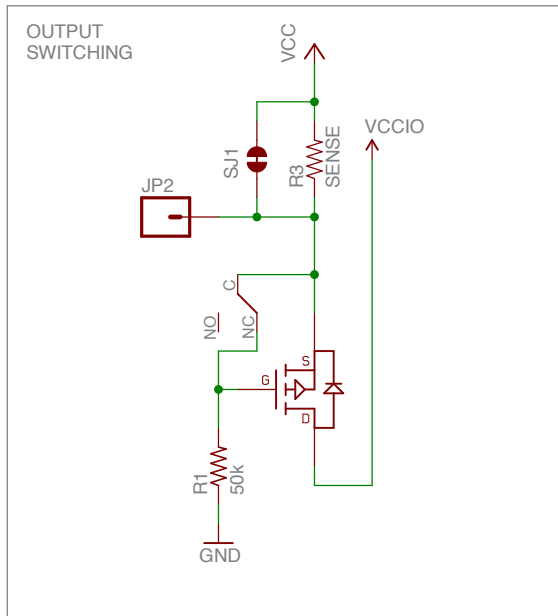 OUTPUT
SWITCHING
VCC
VCCIO
SJ1
R3
SENSE
JP2
C
NO
NC
S
G
D
R1
50k
GND